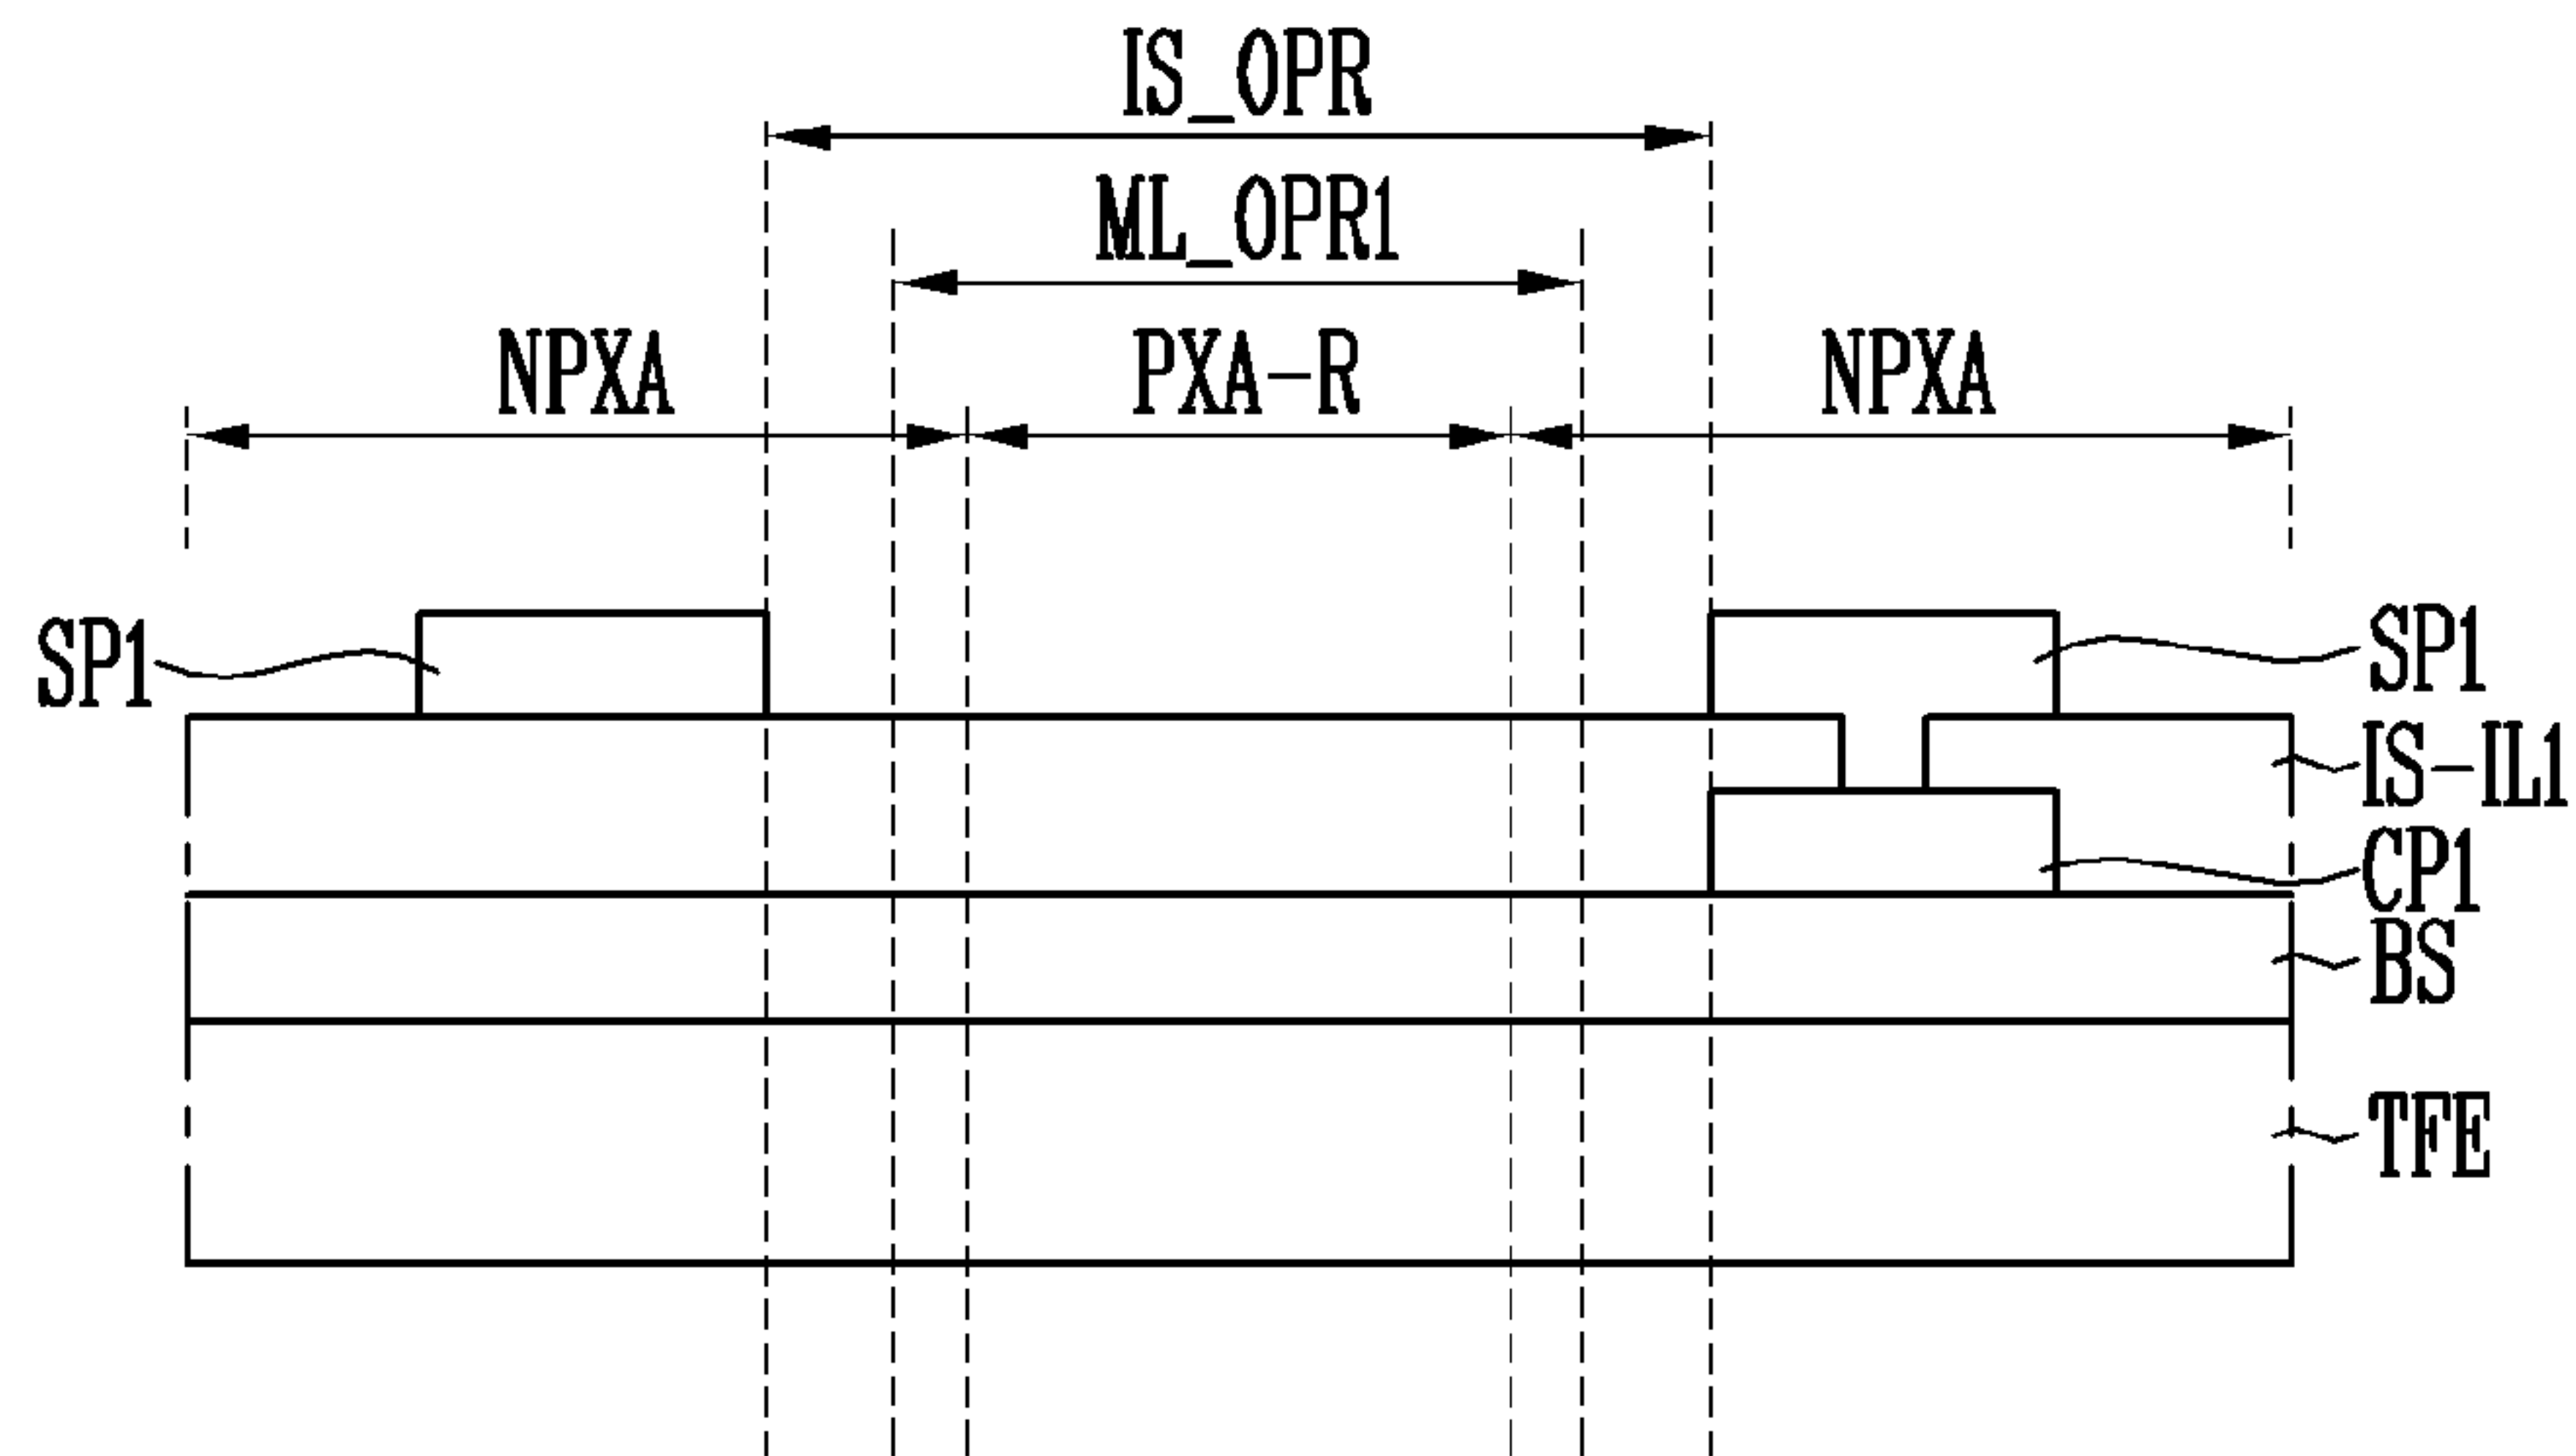 IS_OPR
ML_OPR1
NPXA PXA-R NPXA
SP1 SP1
IS-IL1
CP1
BS
TFE